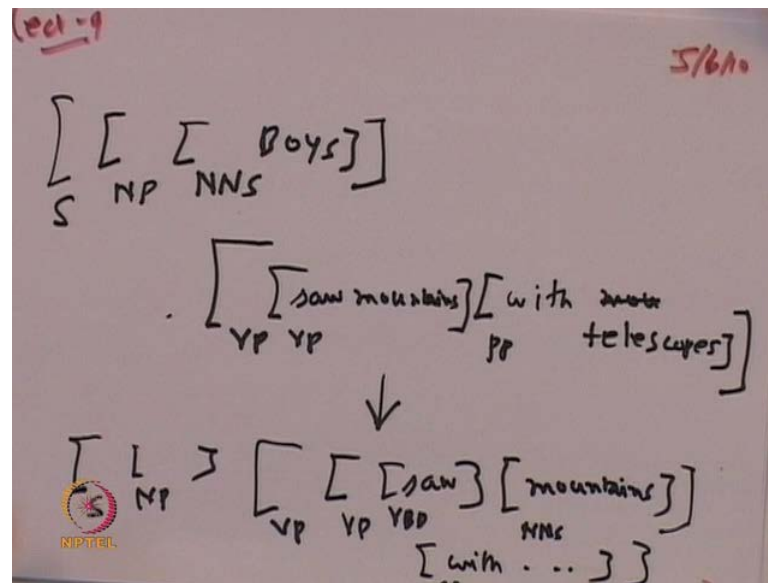 Lect-9
5/6/10
[ [ [ Boys] ]
S NP NNS
[ [saw mountains] [with telescopes] ]
VP VP PP
↓
[ [ ] [ [ [saw] [mountains] ]
NP VP VP VBD NNS
[with . . . ] ]
NPTEL